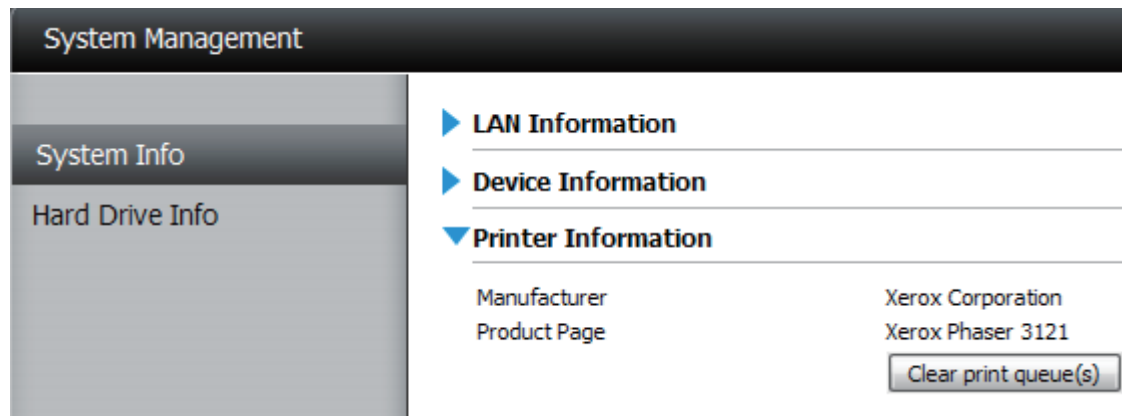 System Management
System Info
Hard Drive Info
LAN Information
Device Information
Printer Information
Manufacturer Xerox Corporation
Product Page Xerox Phaser 3121
Clear print queue(s)